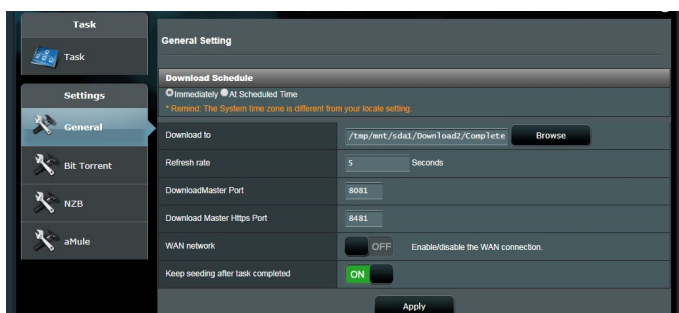 Task
Task
Settings
General
Bit Torrent
NZB
aMule
General Setting
Download Schedule
Immediately At Scheduled Time
* Remind: The System time zone is different from your locale setting.
Download to /tmp/mnt/sda1/Download2/Complete Browse
Refresh rate 5 Seconds
DownloadMaster Port 8081
Download Master Https Port 8481
WAN network OFF Enable/disable the WAN connection.
Keep seeding after task completed ON
Apply